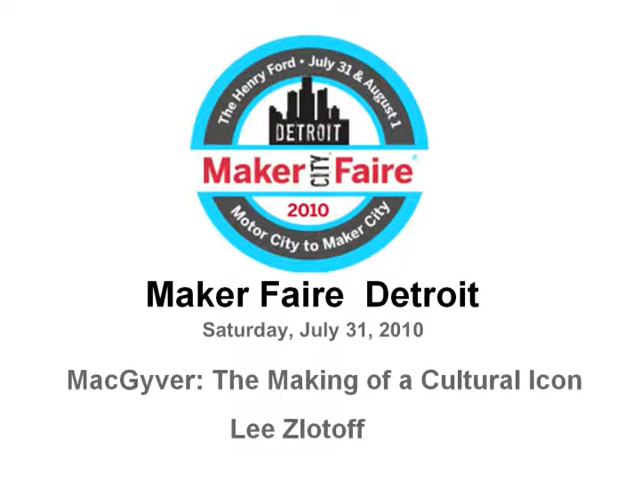 The Henry Ford • July 31 & August 1
DETROIT
Maker CITY Faire
2010
Motor City to Maker City
Maker Faire Detroit
Saturday, July 31, 2010
MacGyver: The Making of a Cultural Icon
Lee Zlotoff